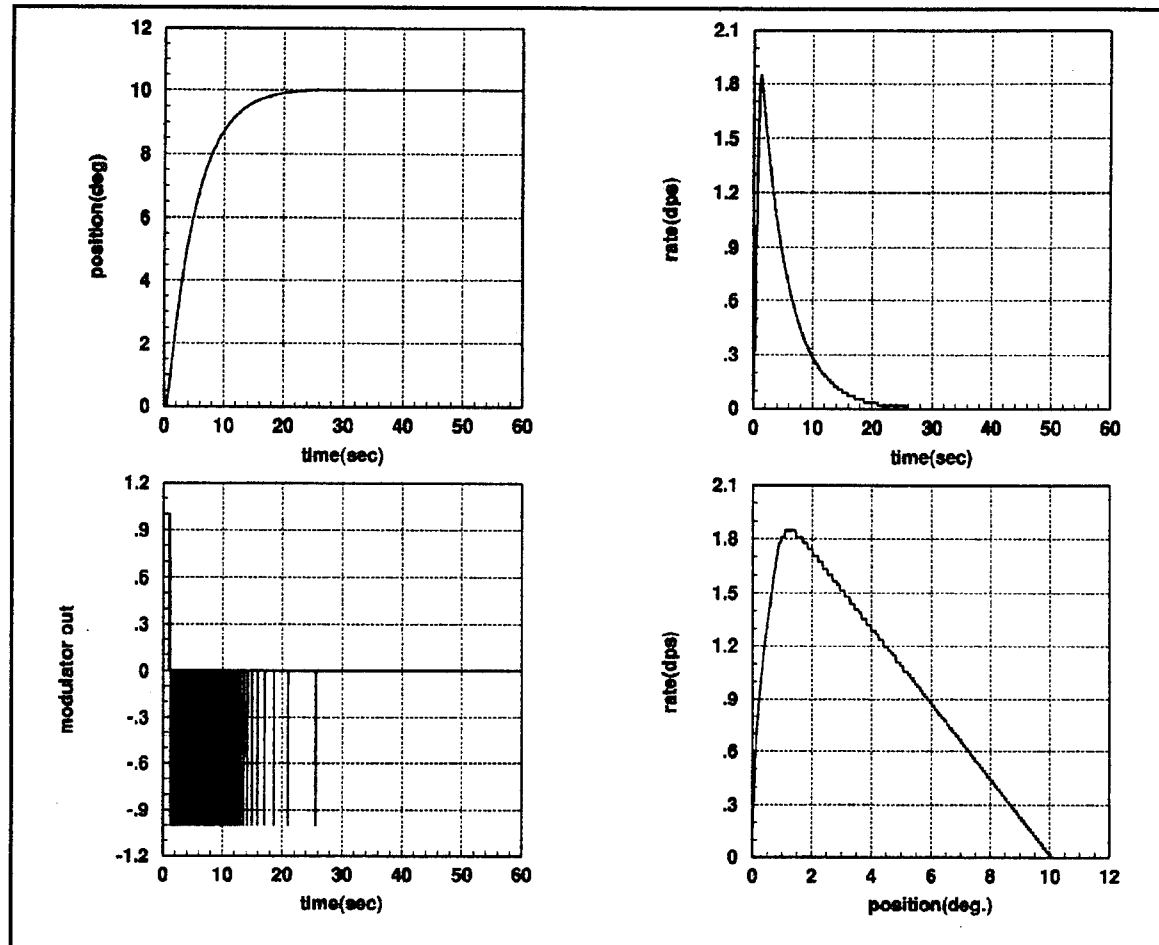 12
10
8
6
4
2
0
position(deg)
0 10 20 30 40 50 60
time(sec)
2.1
1.8
1.5
1.2
.9
.6
.3
0
rate(dps)
0 10 20 30 40 50 60
time(sec)
1.2
.9
.6
.3
0
-.3
-.6
-.9
-1.2
modulator out
0 10 20 30 40 50 60
time(sec)
2.1
1.8
1.5
1.2
.9
.6
.3
0
rate(dps)
0 2 4 6 8 10 12
position(deg.)